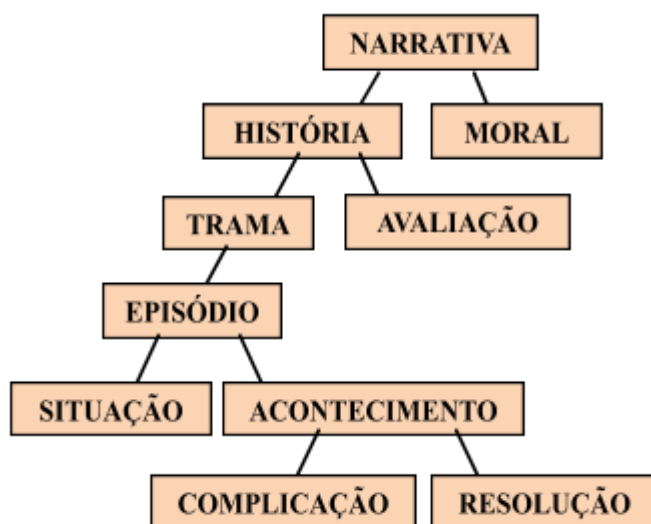 NARRATIVA
HISTÓRIA
MORAL
TRAMA
AVALIAÇÃO
EPISÓDIO
SITUAÇÃO
ACONTECIMENTO
COMPLICAÇÃO
RESOLUÇÃO